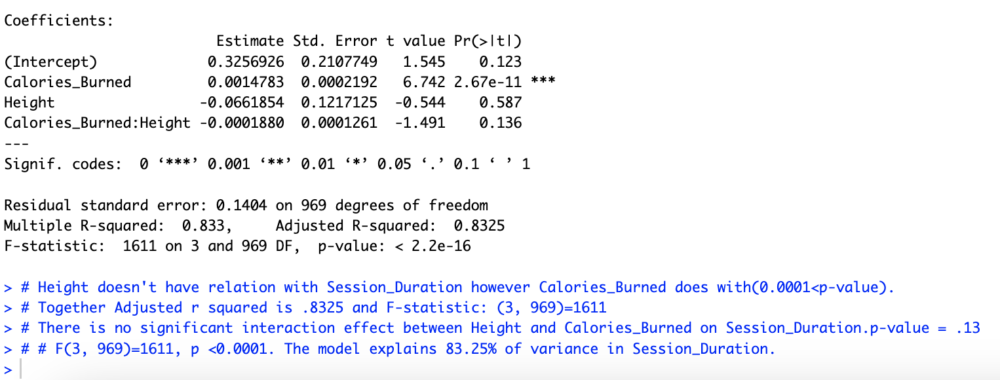 Coefficients:
                         Estimate Std. Error t value Pr(>|t|)
(Intercept)             0.3256926  0.2107749   1.545    0.123
Calories_Burned         0.0014783  0.0002192   6.742 2.67e-11 ***
Height                 -0.0661854  0.1217125  -0.544    0.587
Calories_Burned:Height -0.0001880  0.0001261  -1.491    0.136
---
Signif. codes:  0 ‘***’ 0.001 ‘**’ 0.01 ‘*’ 0.05 ‘.’ 0.1 ‘ ’ 1
Residual standard error: 0.1404 on 969 degrees of freedom
Multiple R-squared:  0.833,	Adjusted R-squared:  0.8325
F-statistic:  1611 on 3 and 969 DF,  p-value: < 2.2e-16
> # Height doesn't have relation with Session_Duration however Calories_Burned does with(0.0001<p-value).
> # Together Adjusted r squared is .8325 and F-statistic: (3, 969)=1611
> # There is no significant interaction effect between Height and Calories_Burned on Session_Duration.p-value = .13
> # # F(3, 969)=1611, p <0.0001. The model explains 83.25% of variance in Session_Duration.
>